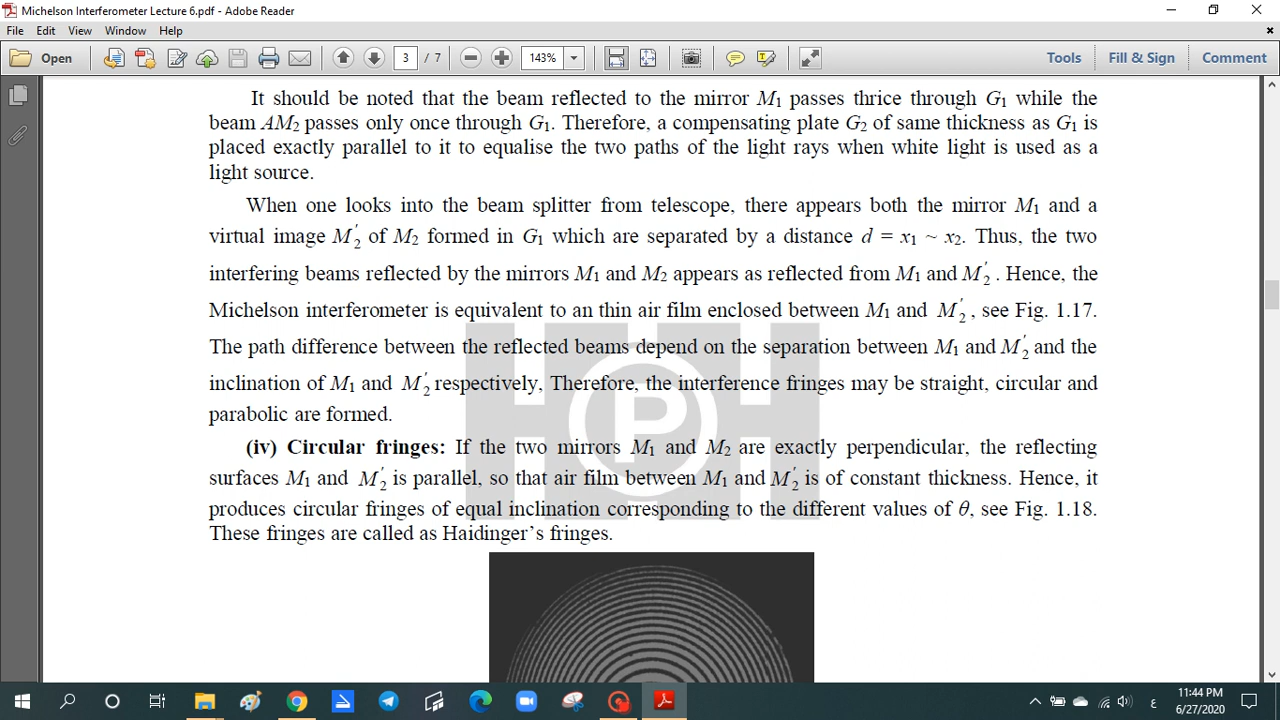 Michelson Interferometer Lecture 6.pdf - Adobe Reader
File Edit View Window Help
Open 3 / 7 143% Tools Fill & Sign Comment
It should be noted that the beam reflected to the mirror M1 passes thrice through G1 while the
beam AM2 passes only once through G1. Therefore, a compensating plate G2 of same thickness as G1 is
placed exactly parallel to it to equalise the two paths of the light rays when white light is used as a
light source.
When one looks into the beam splitter from telescope, there appears both the mirror M1 and a
virtual image M2′ of M2 formed in G1 which are separated by a distance d = x1 ~ x2. Thus, the two
interfering beams reflected by the mirrors M1 and M2 appears as reflected from M1 and M2′ . Hence, the
Michelson interferometer is equivalent to an thin air film enclosed between M1 and M2′ , see Fig. 1.17.
The path difference between the reflected beams depend on the separation between M1 and M2′ and the
inclination of M1 and M2′ respectively, Therefore, the interference fringes may be straight, circular and
parabolic are formed.
(iv) Circular fringes: If the two mirrors M1 and M2 are exactly perpendicular, the reflecting
surfaces M1 and M2′ is parallel, so that air film between M1 and M2′ is of constant thickness. Hence, it
produces circular fringes of equal inclination corresponding to the different values of θ, see Fig. 1.18.
These fringes are called as Haidinger's fringes.
H P H
ع 11:44 PM
6/27/2020